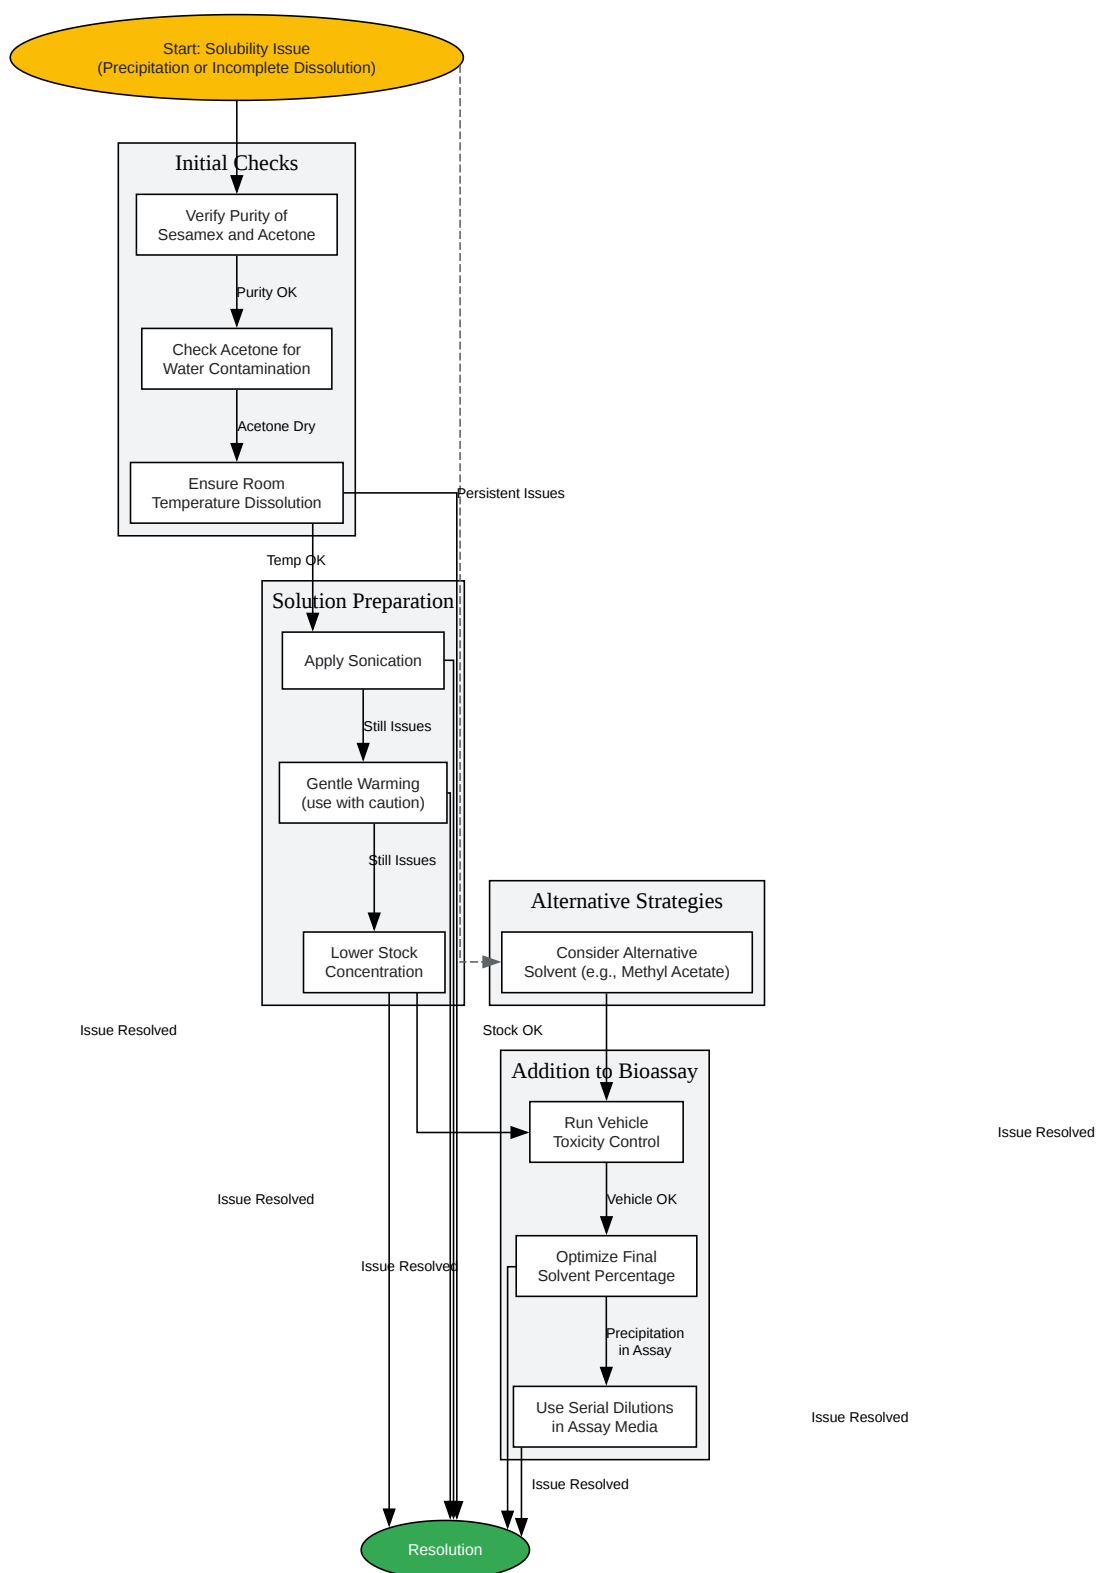 Start: Solubility Issue
(Precipitation or Incomplete Dissolution)
Initial Checks
Verify Purity of
Sesamex and Acetone
Purity OK
Check Acetone for
Water Contamination
Acetone Dry
Ensure Room
Temperature Dissolution
Persistent Issues
Temp OK
Solution Preparation
Apply Sonication
Still Issues
Gentle Warming
(use with caution)
Still Issues
Alternative Strategies
Lower Stock
Concentration
Consider Alternative
Solvent (e.g., Methyl Acetate)
Issue Resolved
Stock OK
Addition to Bioassay
Run Vehicle
Toxicity Control
Issue Resolved
Issue Resolved
Vehicle OK
Issue Resolved
Optimize Final
Solvent Percentage
Precipitation
in Assay
Use Serial Dilutions
in Assay Media
Issue Resolved
Issue Resolved
Resolution